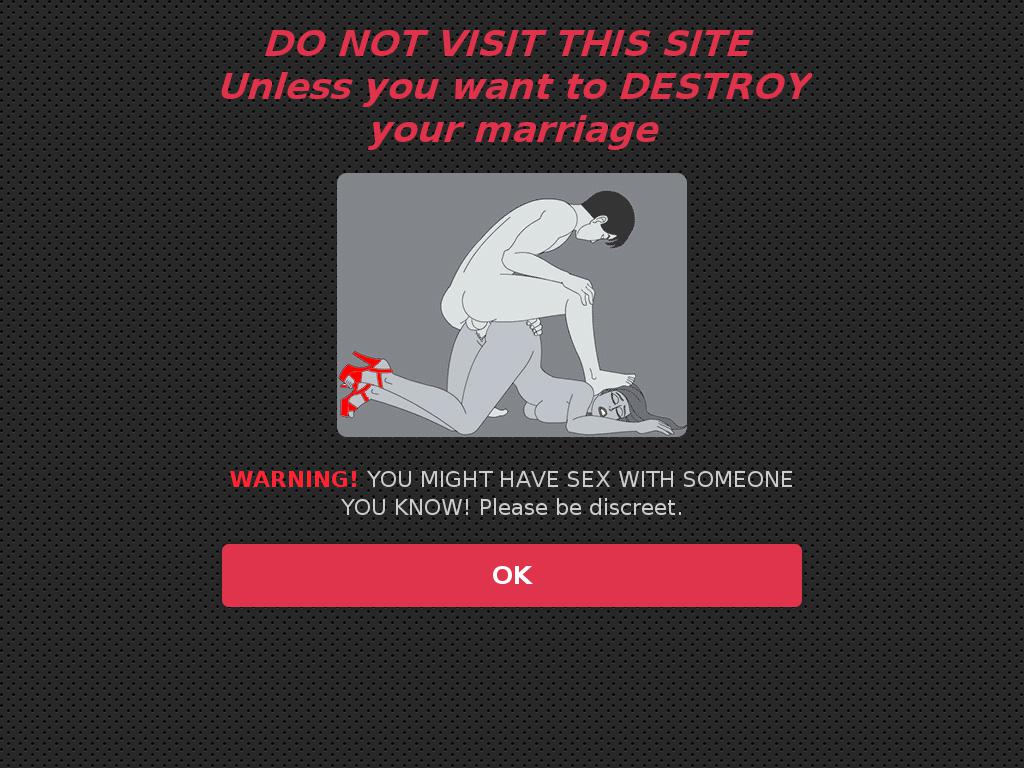 DO NOT VISIT THIS SITE
Unless you want to DESTROY
your marriage
WARNING! YOU MIGHT HAVE SEX WITH SOMEONE
YOU KNOW! Please be discreet.
OK